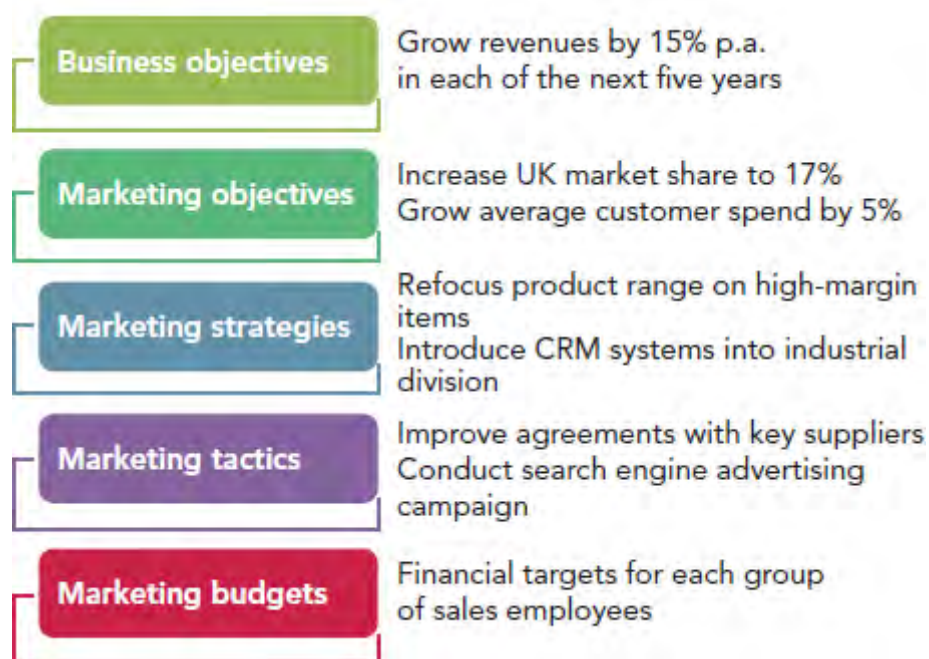 Business objectives
Grow revenues by 15% p.a.
in each of the next five years
Marketing objectives
Increase UK market share to 17%
Grow average customer spend by 5%
Marketing strategies
Refocus product range on high-margin
items
Introduce CRM systems into industrial
division
Marketing tactics
Improve agreements with key suppliers
Conduct search engine advertising
campaign
Marketing budgets
Financial targets for each group
of sales employees